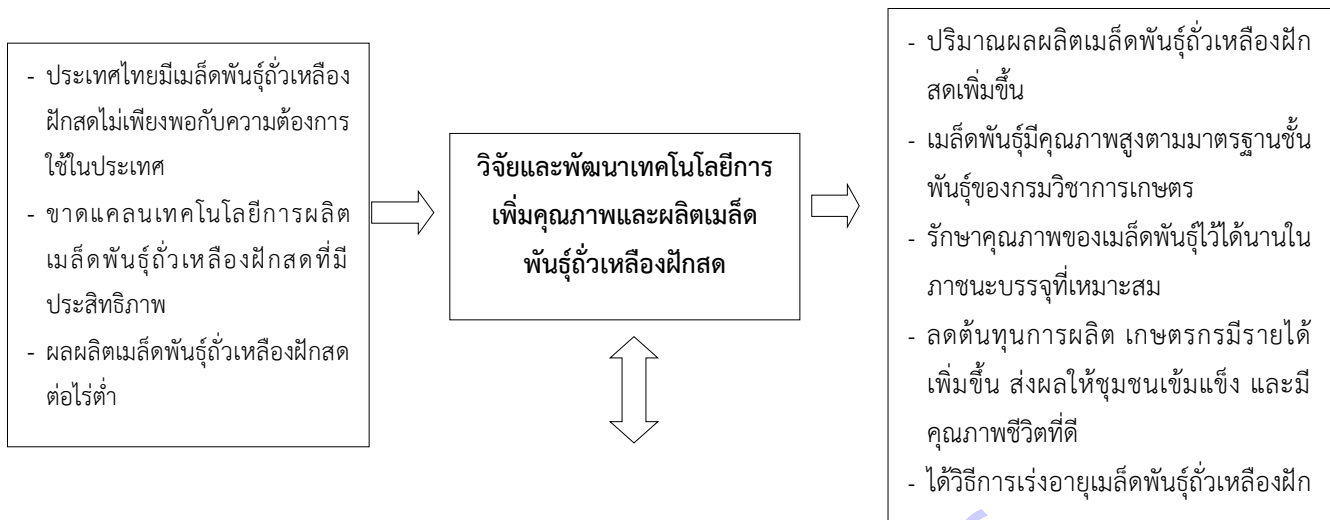 - ประเทศไทยมีเมล็ดพันธุ์ถั่วเหลือง
ฝักสดไม่เพียงพอกับความต้องการ
ใช้ในประเทศ
- ขาดแคลนเทคโนโลยีการผลิต
เมล็ดพันธุ์ถั่วเหลืองฝักสดที่มี
ประสิทธิภาพ
- ผลผลิตเมล็ดพันธุ์ถั่วเหลืองฝักสด
ต่อไร่ต่ำ
วิจัยและพัฒนาเทคโนโลยีการ
เพิ่มคุณภาพและผลิตเมล็ด
พันธุ์ถั่วเหลืองฝักสด
- ปริมาณผลผลิตเมล็ดพันธุ์ถั่วเหลืองฝัก
สดเพิ่มขึ้น
- เมล็ดพันธุ์มีคุณภาพสูงตามมาตรฐานชั้น
พันธุ์ของกรมวิชาการเกษตร
- รักษาคุณภาพของเมล็ดพันธุ์ไว้ได้นานใน
ภาชนะบรรจุที่เหมาะสม
- ลดต้นทุนการผลิต เกษตรกรมีรายได้
เพิ่มขึ้น ส่งผลให้ชุมชนเข้มแข็ง และมี
คุณภาพชีวิตที่ดี
- ได้วิธีการเร่งอายุเมล็ดพันธุ์ถั่วเหลืองฝัก